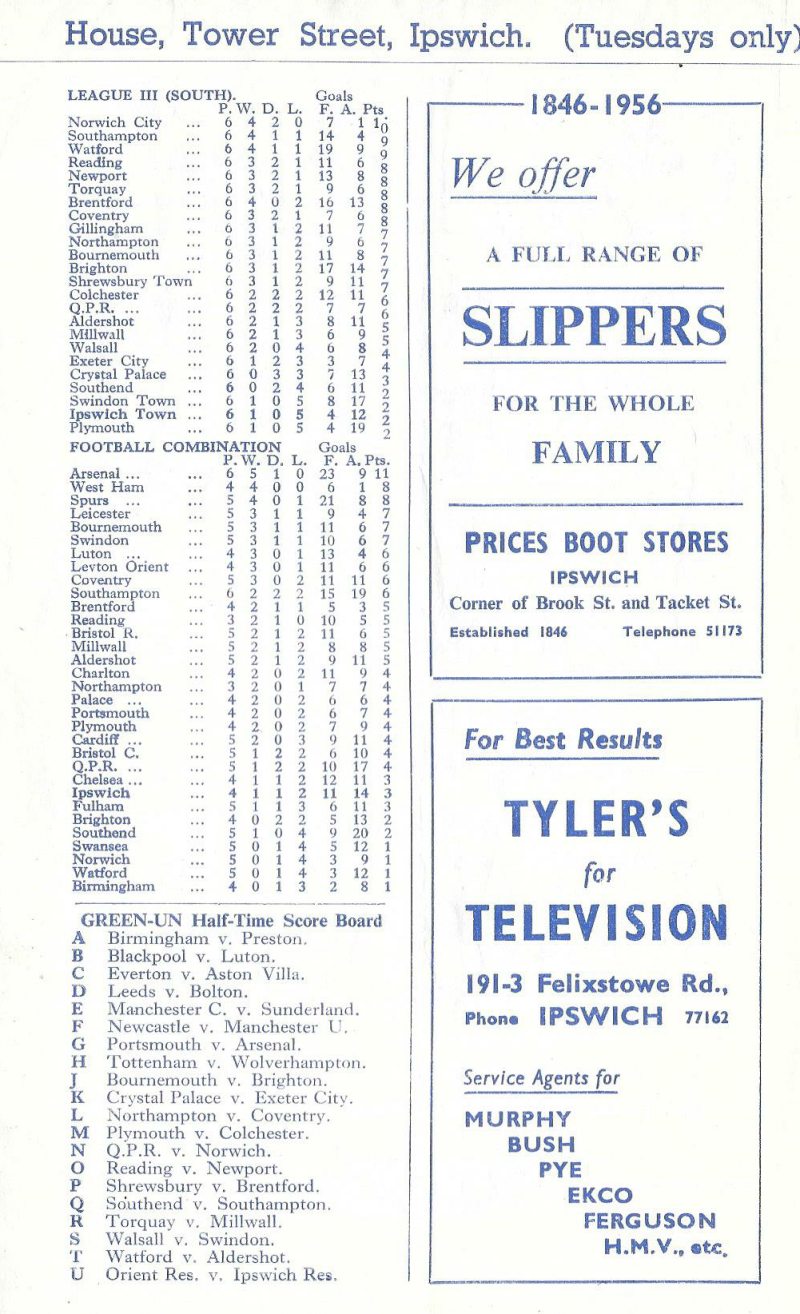 House, Tower Street, Ipswich. (Tuesdays only)
LEAGUE III (SOUTH). Goals
P. W. D. L. F. A. Pts
Norwich City ... 6 4 2 0 7 1 10
Southampton ... 6 4 1 1 14 4 9
Watford ... 6 4 1 1 19 9 9
Reading ... 6 3 2 1 11 6 8
Newport ... 6 3 2 1 13 8 8
Torquay ... 6 3 2 1 9 6 8
Brentford ... 6 4 0 2 16 13 8
Coventry ... 6 3 2 1 7 6 8
Gillingham ... 6 3 1 2 11 7 7
Northampton ... 6 3 1 2 9 6 7
Bournemouth ... 6 3 1 2 11 8 7
Brighton ... 6 3 1 2 17 14 7
Shrewsbury Town 6 3 1 2 9 11 7
Colchester ... 6 2 2 2 12 11 6
Q.P.R. ... ... 6 2 2 2 7 7 6
Aldershot ... 6 2 1 3 8 11 5
Millwall ... 6 2 1 3 6 9 5
Walsall ... 6 2 0 4 6 8 4
Exeter City ... 6 1 2 3 3 7 4
Crystal Palace ... 6 0 3 3 7 13 3
Southend ... 6 0 2 4 6 11 2
Swindon Town ... 6 1 0 5 8 17 2
Ipswich Town ... 6 1 0 5 4 12 2
Plymouth ... 6 1 0 5 4 19 2
FOOTBALL COMBINATION Goals
P. W. D. L. F. A. Pts.
Arsenal ... ... 6 5 1 0 23 9 11
West Ham ... 4 4 0 0 6 1 8
Spurs ... ... 5 4 0 1 21 8 8
Leicester ... 5 3 1 1 9 4 7
Bournemouth ... 5 3 1 1 11 6 7
Swindon ... 5 3 1 1 10 6 7
Luton ... ... 4 3 0 1 13 4 6
Leyton Orient ... 4 3 0 1 11 6 6
Coventry ... 5 3 0 2 11 11 6
Southampton ... 6 2 2 2 15 19 6
Brentford ... 4 2 1 1 5 3 5
Reading ... 3 2 1 0 10 5 5
Bristol R. ... 5 2 1 2 11 6 5
Millwall ... 5 2 1 2 8 8 5
Aldershot ... 5 2 1 2 9 11 5
Charlton ... 4 2 0 2 11 9 4
Northampton ... 3 2 0 1 7 7 4
Palace ... ... 4 2 0 2 6 6 4
Portsmouth ... 4 2 0 2 6 7 4
Plymouth ... 4 2 0 2 7 9 4
Cardiff ... ... 5 2 0 3 9 11 4
Bristol C. ... 5 1 2 2 6 10 4
Q.P.R. ... ... 5 1 2 2 10 17 4
Chelsea ... ... 4 1 1 2 12 11 3
Ipswich ... 4 1 1 2 11 14 3
Fulham ... 5 1 1 3 6 11 3
Brighton ... 4 0 2 2 5 13 2
Southend ... 5 1 0 4 9 20 2
Swansea ... 5 0 1 4 5 12 1
Norwich ... 5 0 1 4 3 9 1
Watford ... 5 0 1 4 3 12 1
Birmingham ... 4 0 1 3 2 8 1
GREEN-UN Half-Time Score Board
A Birmingham v. Preston.
B Blackpool v. Luton.
C Everton v. Aston Villa.
D Leeds v. Bolton.
E Manchester C. v. Sunderland.
F Newcastle v. Manchester U.
G Portsmouth v. Arsenal.
H Tottenham v. Wolverhampton.
J Bournemouth v. Brighton.
K Crystal Palace v. Exeter City.
L Northampton v. Coventry.
M Plymouth v. Colchester.
N Q.P.R. v. Norwich.
O Reading v. Newport.
P Shrewsbury v. Brentford.
Q Southend v. Southampton.
R Torquay v. Millwall.
S Walsall v. Swindon.
T Watford v. Aldershot.
U Orient Res. v. Ipswich Res.
1846-1956
We offer
A FULL RANGE OF
SLIPPERS
FOR THE WHOLE
FAMILY
PRICES BOOT STORES
IPSWICH
Corner of Brook St. and Tacket St.
Established 1846 Telephone 51173
For Best Results
TYLER'S
for
TELEVISION
191-3 Felixstowe Rd.,
Phone IPSWICH 77162
Service Agents for
MURPHY
BUSH
PYE
EKCO
FERGUSON
H.M.V., etc.